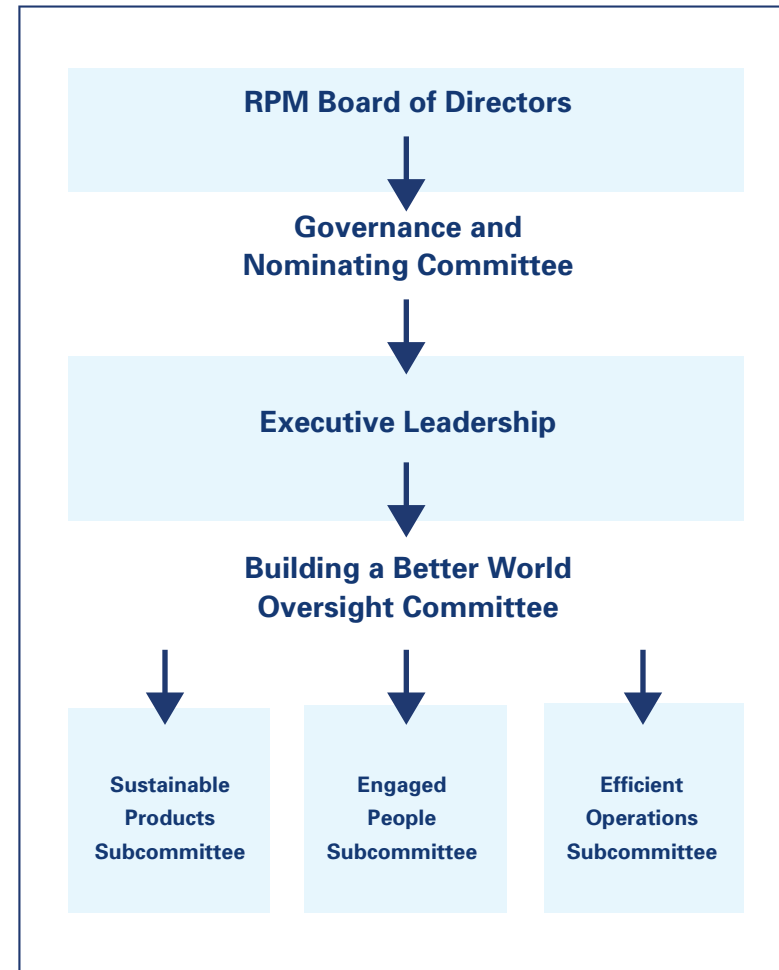 RPM Board of Directors
Governance and
Nominating Committee
Executive Leadership
Building a Better World
Oversight Committee
Sustainable
Products
Subcommittee
Engaged
People
Subcommittee
Efficient
Operations
Subcommittee